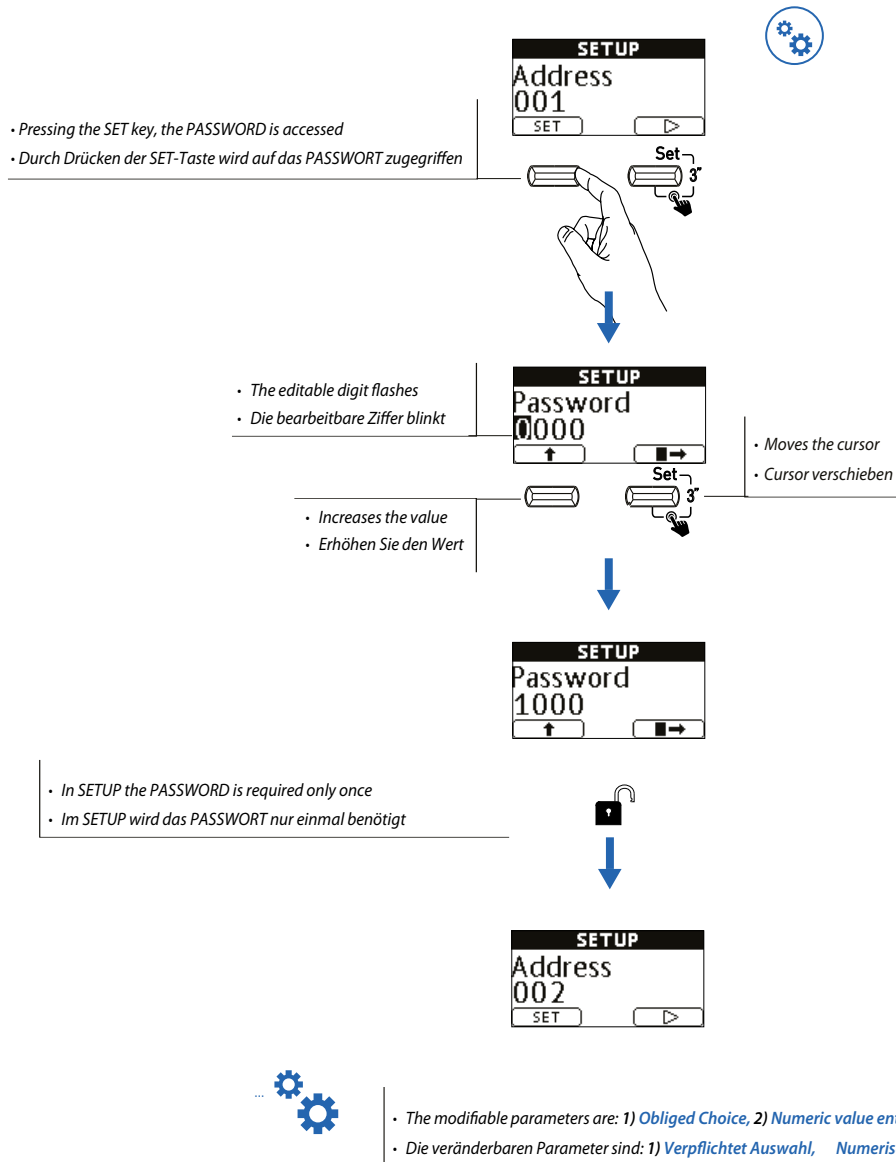 SETUP
Address
001
SET
• Pressing the SET key, the PASSWORD is accessed
• Durch Drücken der SET-Taste wird auf das PASSWORT zugegriffen
Set
3"
SETUP
Password
0000
• The editable digit flashes
• Die bearbeitbare Ziffer blinkt
• Moves the cursor
• Cursor verschieben
Set
3"
• Increases the value
• Erhöhen Sie den Wert
SETUP
Password
1000
• In SETUP the PASSWORD is required only once
• Im SETUP wird das PASSWORT nur einmal benötigt
SETUP
Address
002
SET
...
• The modifiable parameters are: 1) Obliged Choice, 2) Numeric value
• Die veränderbaren Parameter sind: 1) Verpflichtet Auswahl,